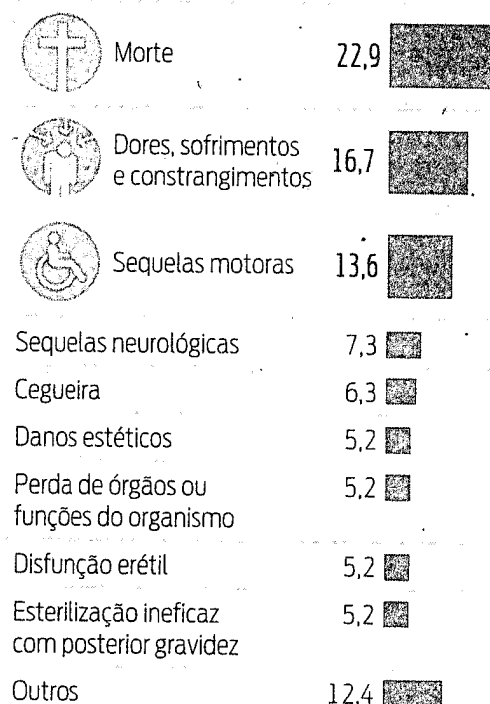 Morte 22,9
Dores, sofrimentos
e constrangimentos 16,7
Sequelas motoras 13,6
Sequelas neurológicas 7,3
Cegueira 6,3
Danos estéticos 5,2
Perda de órgãos ou 5,2
funções do organismo
Disfunção erétil 5,2
Esterilização ineficaz 5,2
com posterior gravidez
Outros 12,4